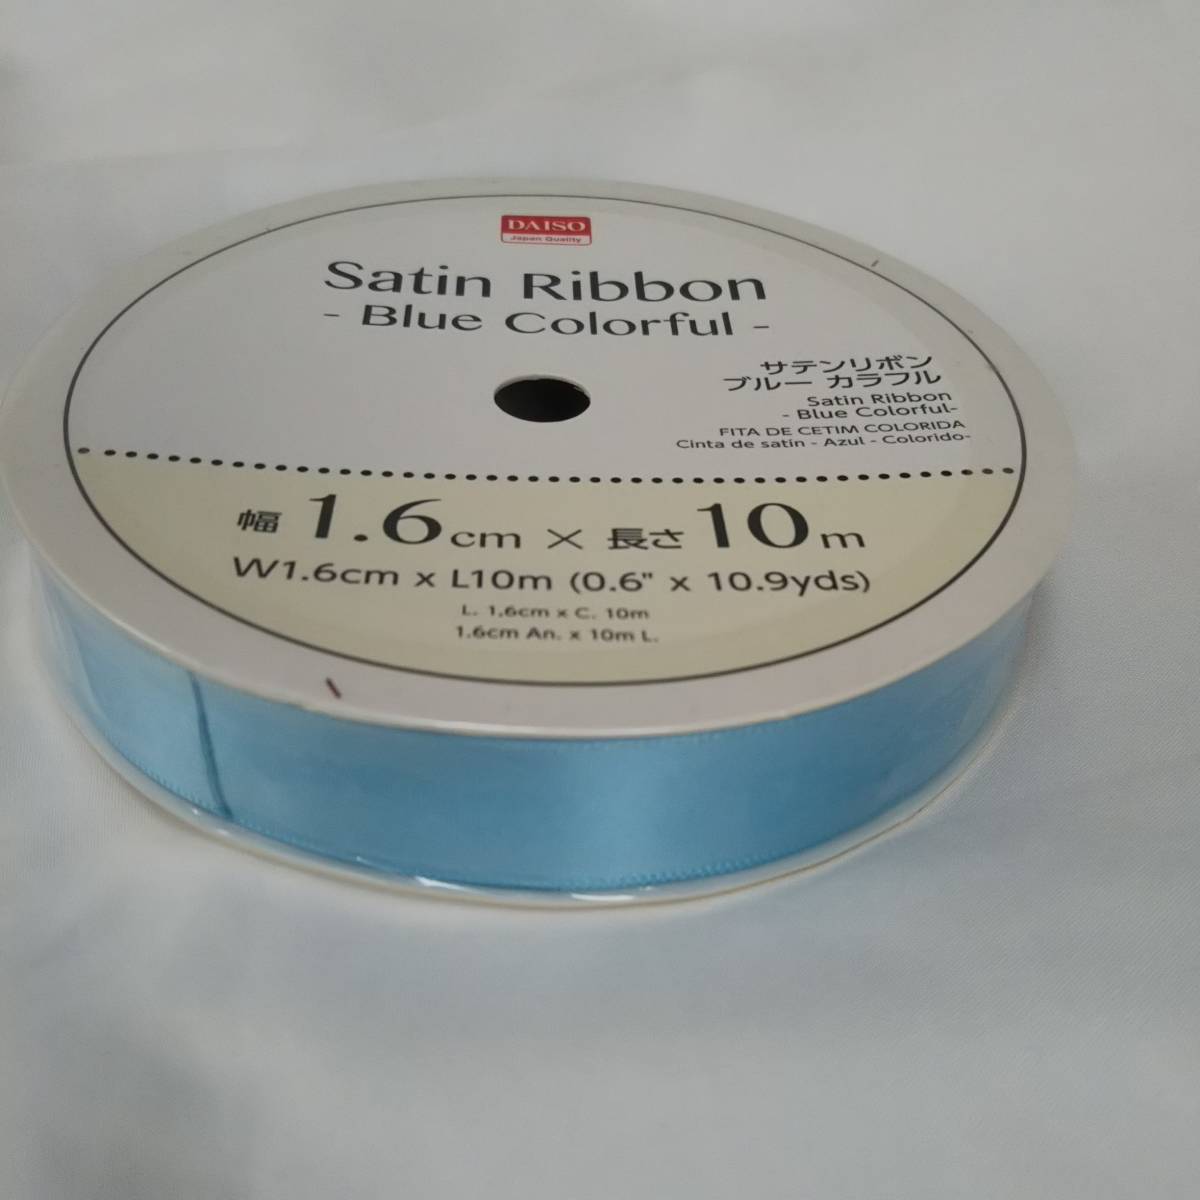 DAISO
Japan Quality
Satin Ribbon
- Blue Colorful -
サテンリボン
ブルー カラフル
Satin Ribbon
- Blue Colorful-
FITA DE CETIM COLORIDA
Cinta de satín - Azul - Colorido-
幅 1.6cm × 長さ 10m
W1.6cm x L10m (0.6" x 10.9yds)
L. 1,6cm x C. 10m
1.6cm An. x 10m L.